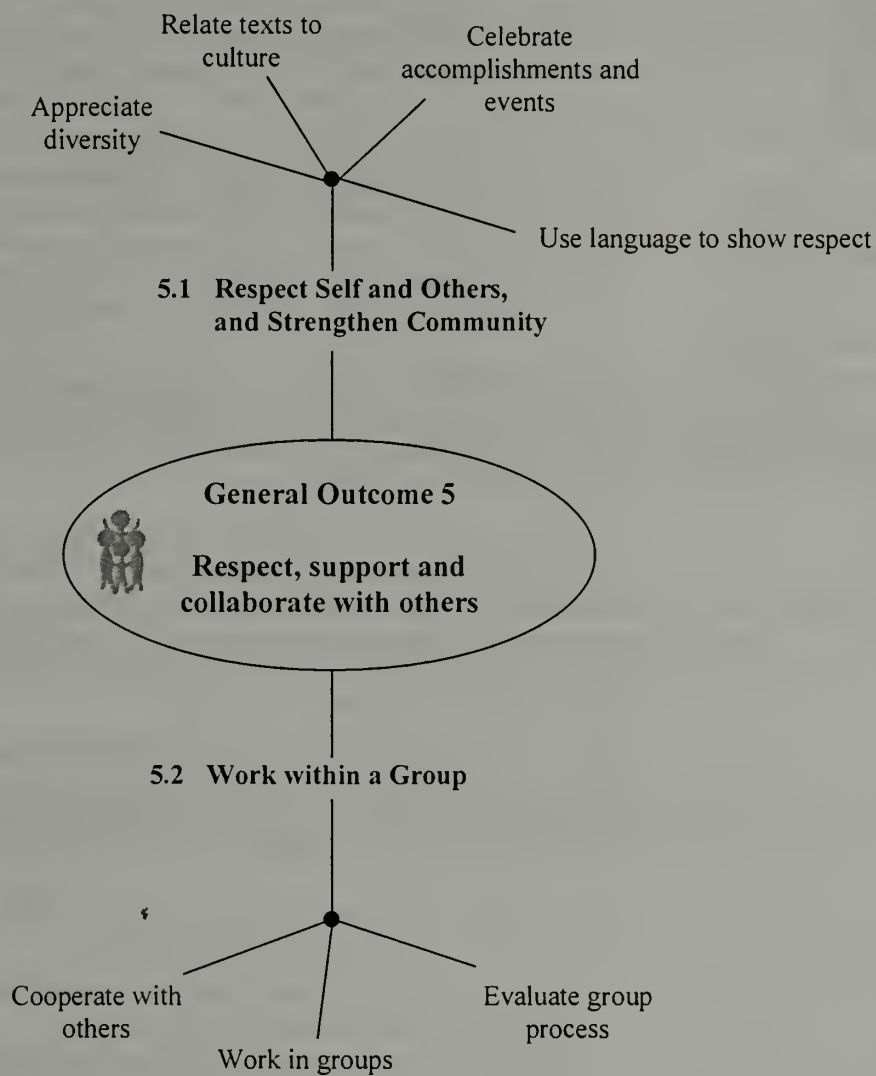 Relate texts to
culture
Celebrate
accomplishments and
events
Appreciate
diversity
Use language to show respect
5.1 Respect Self and Others,
and Strengthen Community
General Outcome 5
Respect, support and
collaborate with others
5.2 Work within a Group
Cooperate with
others
Work in groups
Evaluate group
process